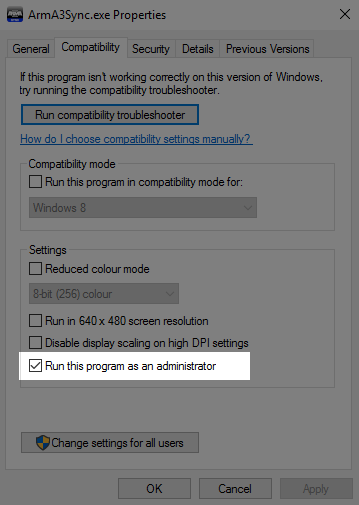 ArmA3Sync.exe Properties
General Compatibility Security Details Previous Versions
If this program isn't working correctly on this version of Windows,
try running the compatibility troubleshooter.
Run compatibility troubleshooter
How do I choose compatibility settings manually?
Compatibility mode
Run this program in compatibility mode for:
Windows 8
Settings
Reduced colour mode
8-bit (256) colour
Run in 640 x 480 screen resolution
Disable display scaling on high DPI settings
Run this program as an administrator
Change settings for all users
OK Cancel Apply